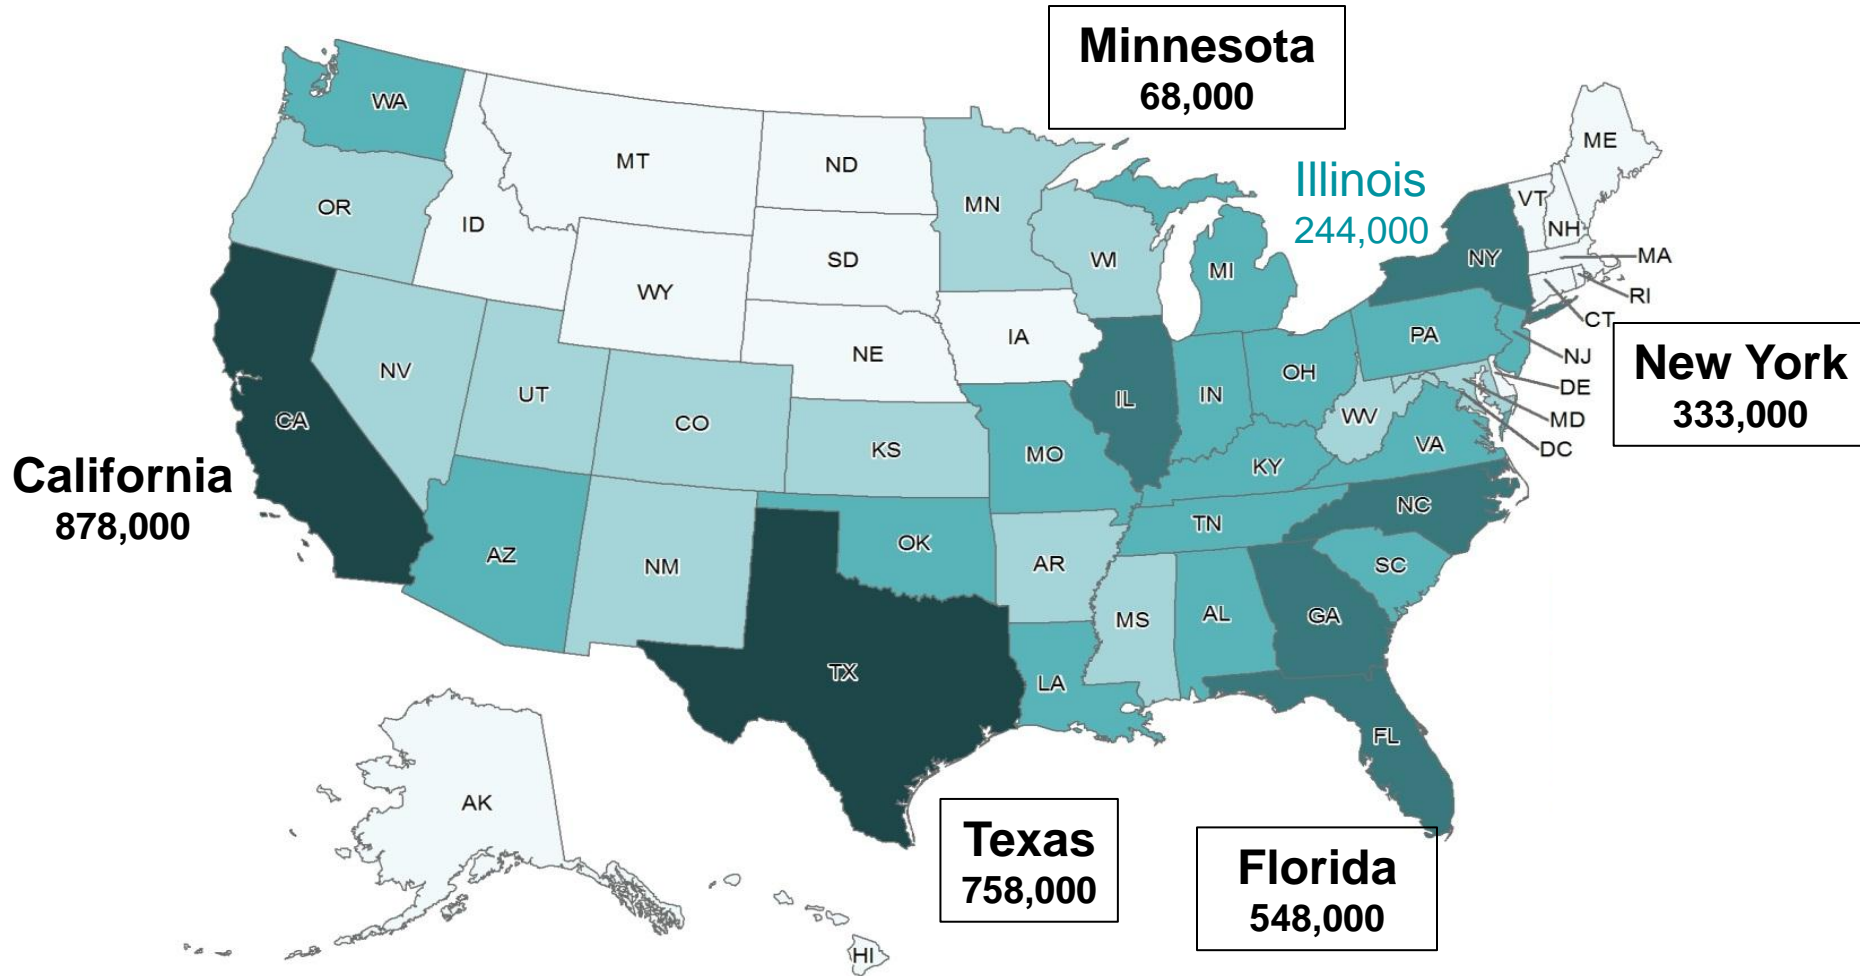 Minnesota
68,000
WA
MT
ND
ME
OR
ID
MN
Illinois
244,000
VT
NH
SD
WI
MI
NY
MA
WY
RI
CT
NE
IA
PA
NJ
New York
333,000
NV
UT
CO
KS
MO
IL
IN
OH
WV
VA
KY
DE
MD
DC
CA
California
878,000
AZ
NM
OK
AR
TN
NC
SC
MS
AL
GA
TX
LA
FL
AK
Texas
758,000
Florida
548,000
HI